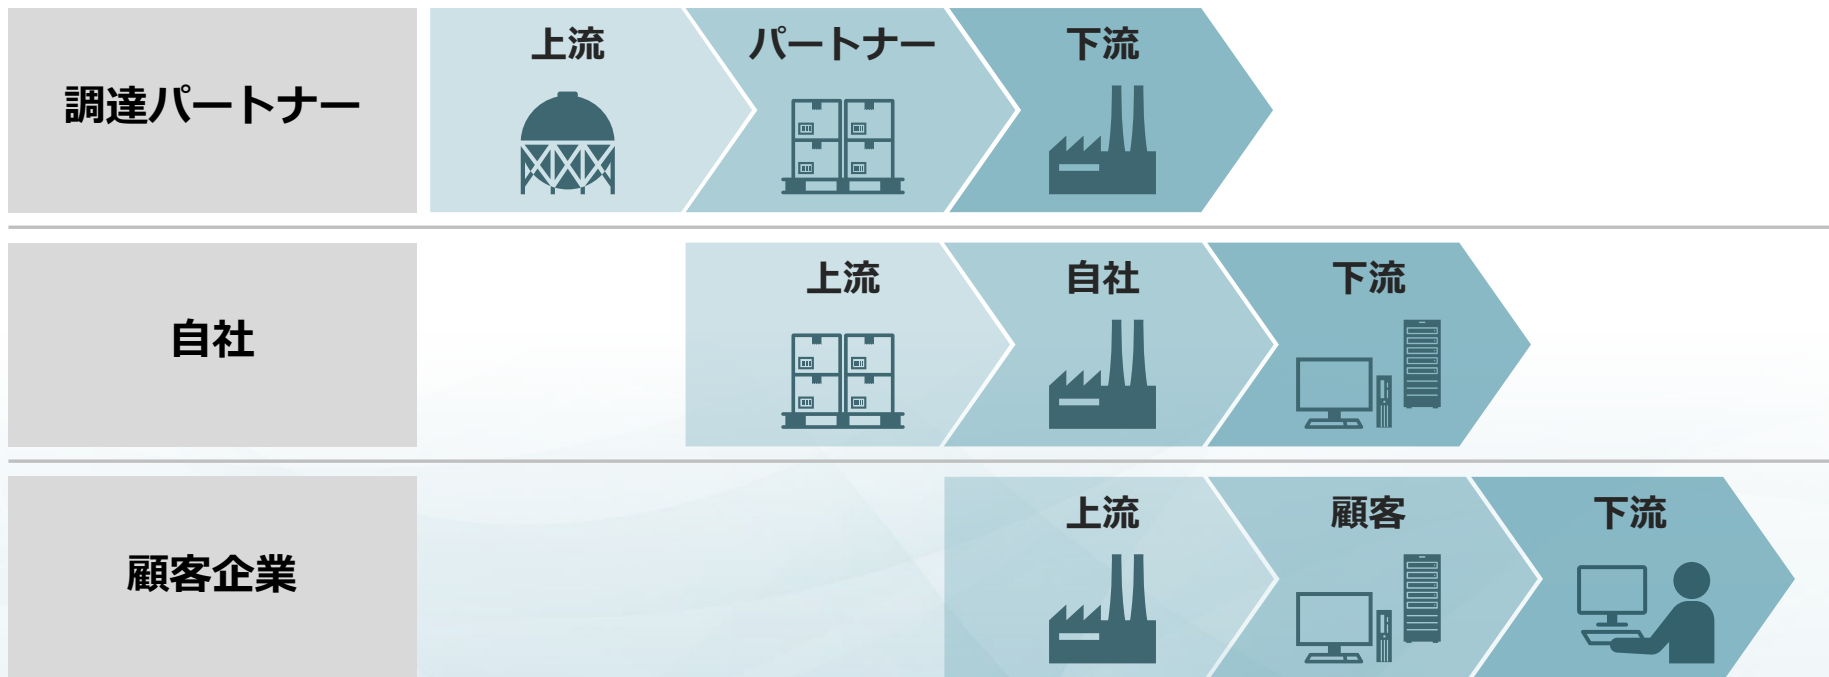 調達パートナー
上流
パートナー
下流
自社
上流
自社
下流
顧客企業
上流
顧客
下流